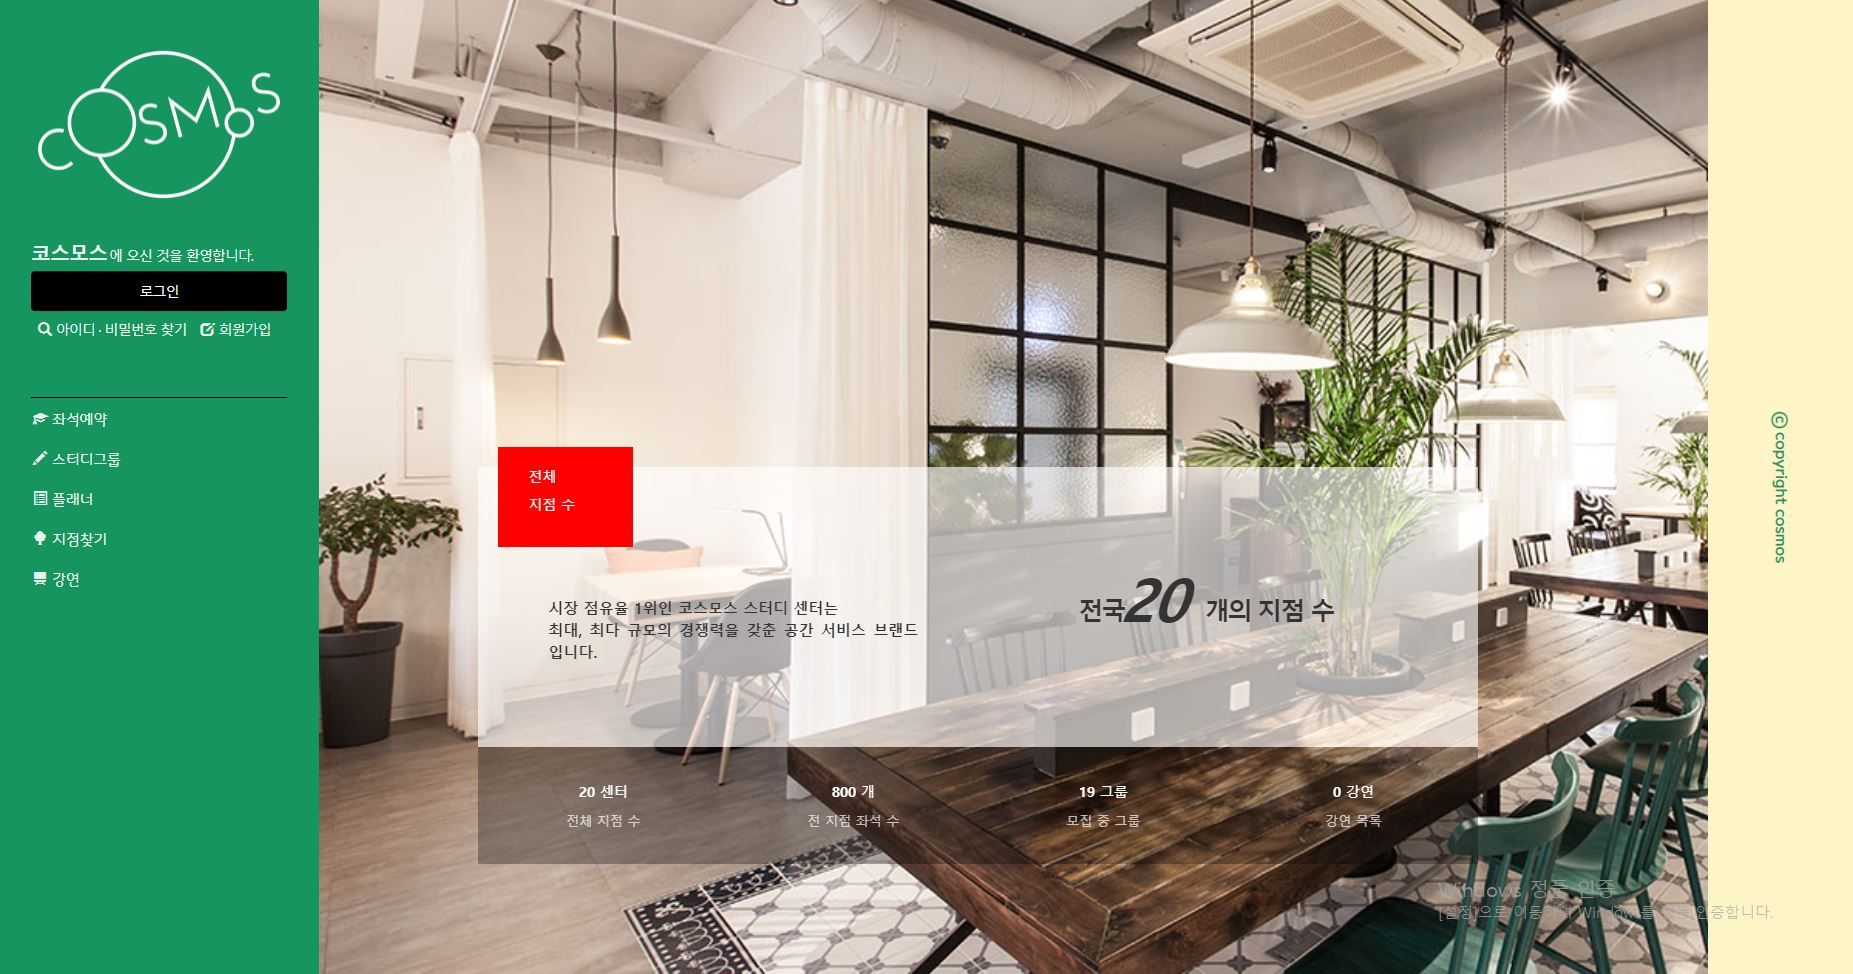 COSMOS
코스모스에 오신 것을 환영합니다.
로그인
아이디 · 비밀번호 찾기 회원가입
좌석예약
스터디그룹
플래너
지점찾기
강연
전체
지점 수
시장 점유율 1위인 코스모스 스터디 센터는
최대, 최다 규모의 경쟁력을 갖춘 공간 서비스 브랜드
입니다.
전국20 개의 지점 수
20 센터
전체 지점 수
800 개
전 지점 좌석 수
19 그룹
모집 중 그룹
0 강연
강연 목록
ⓒ copyright cosmos
Windows 정품 인증
[설정]으로 이동하여 Windows를 인증합니다.